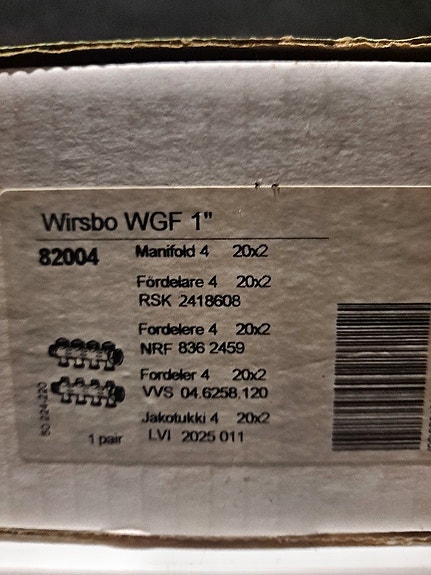 Wirsbo WGF 1"
82004 Manifold 4 20x2
Fördelare 4 20x2
RSK 2418608
Fordelere 4 20x2
NRF 836 2459
Fordeler 4 20x2
VVS 04.6258.120
Jakotukki 4 20x2
1 pair LVI 2025 011